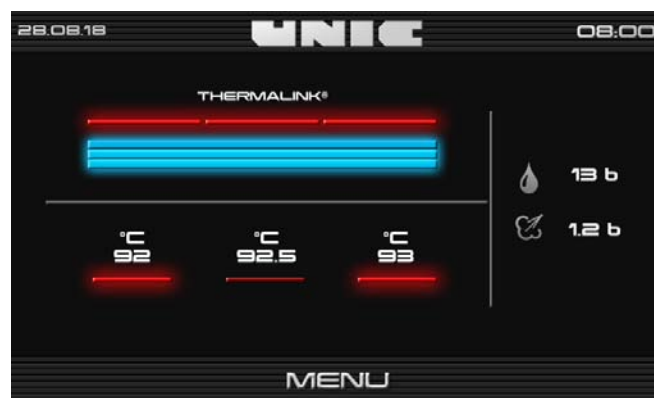 28.08.18 UNIC 08:00
THERMALINK®
°C °C °C
92 92.5 93
13 b
1.2 b
MENU